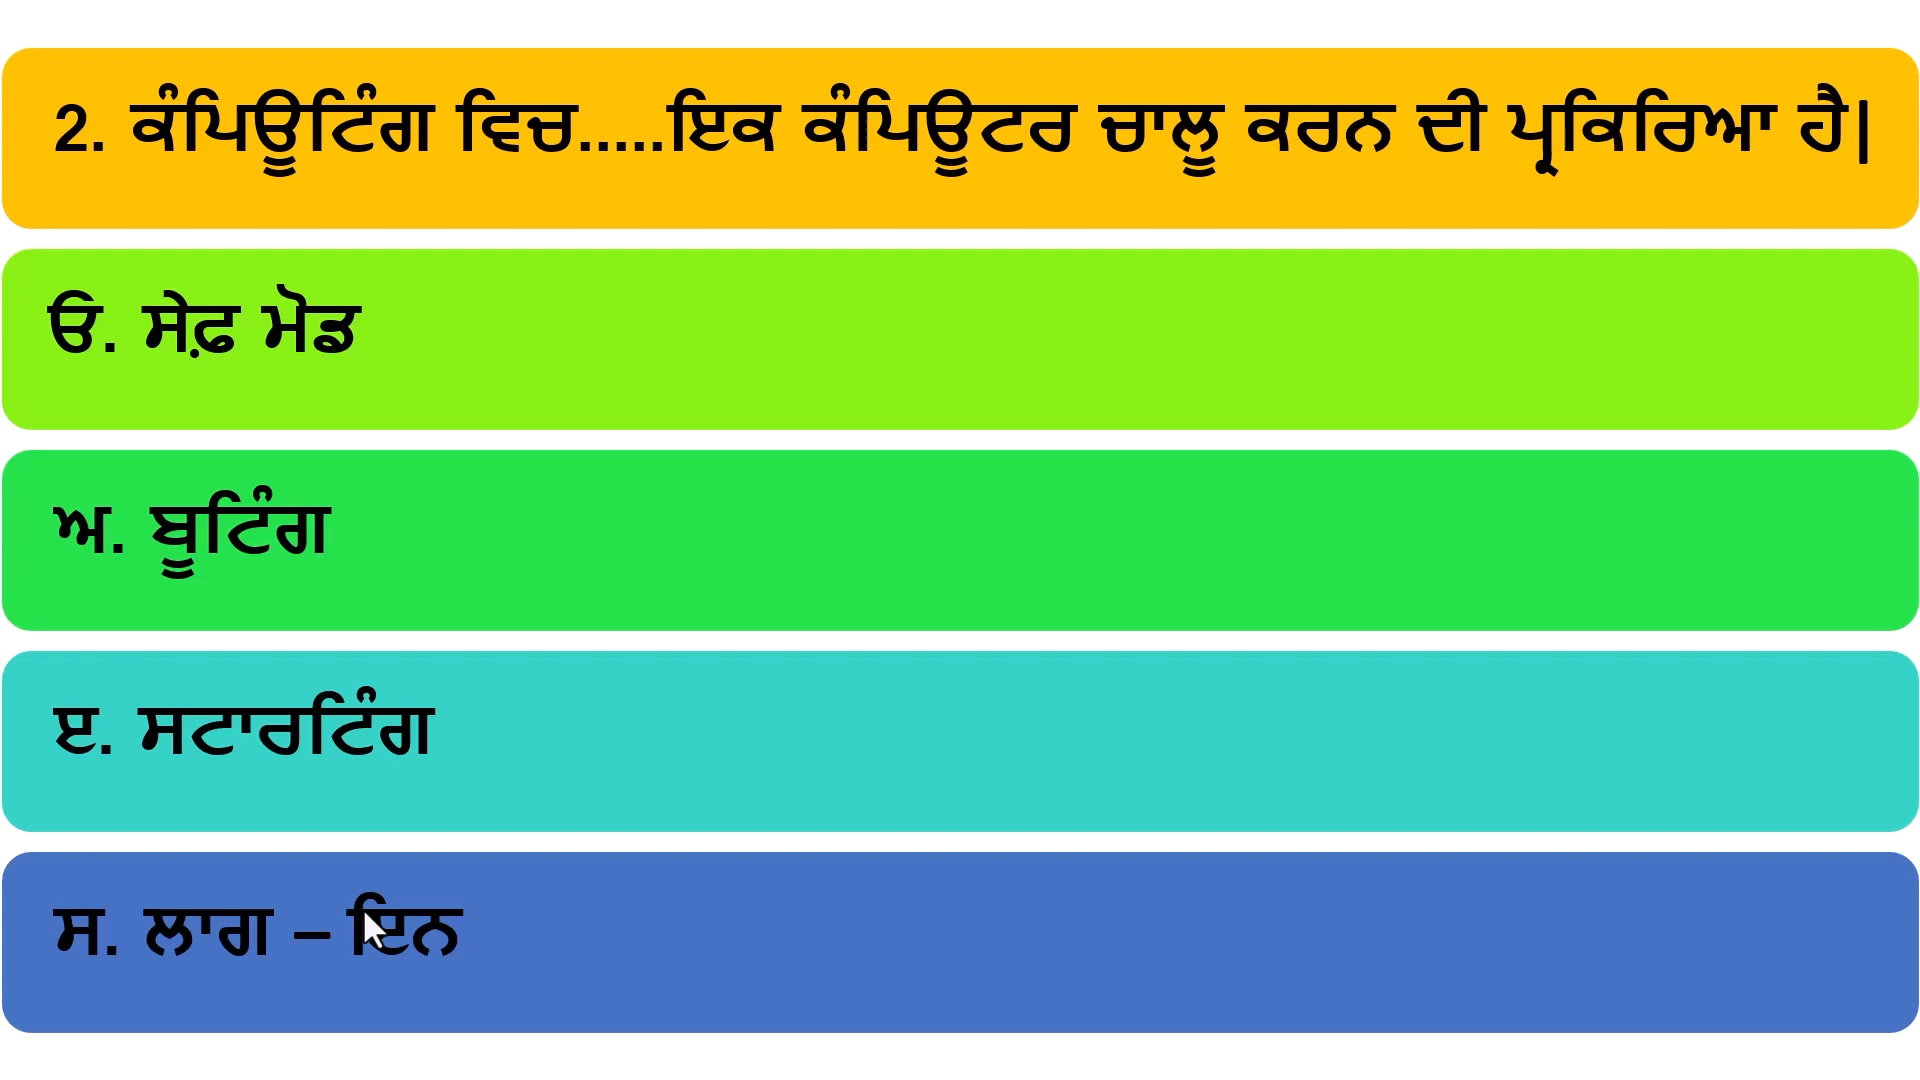 2. ਕੰਪਿਊਟਿੰਗ ਵਿਚ.....ਇਕ ਕੰਪਿਊਟਰ ਚਾਲੂ ਕਰਨ ਦੀ ਪ੍ਰਕਿਰਿਆ ਹੈ|
ਓ. ਸੇਫ਼ ਮੋਡ
ਅ. ਬੂਟਿੰਗ
ੲ. ਸਟਾਰਟਿੰਗ
ਸ. ਲਾਗ – ਇਨ